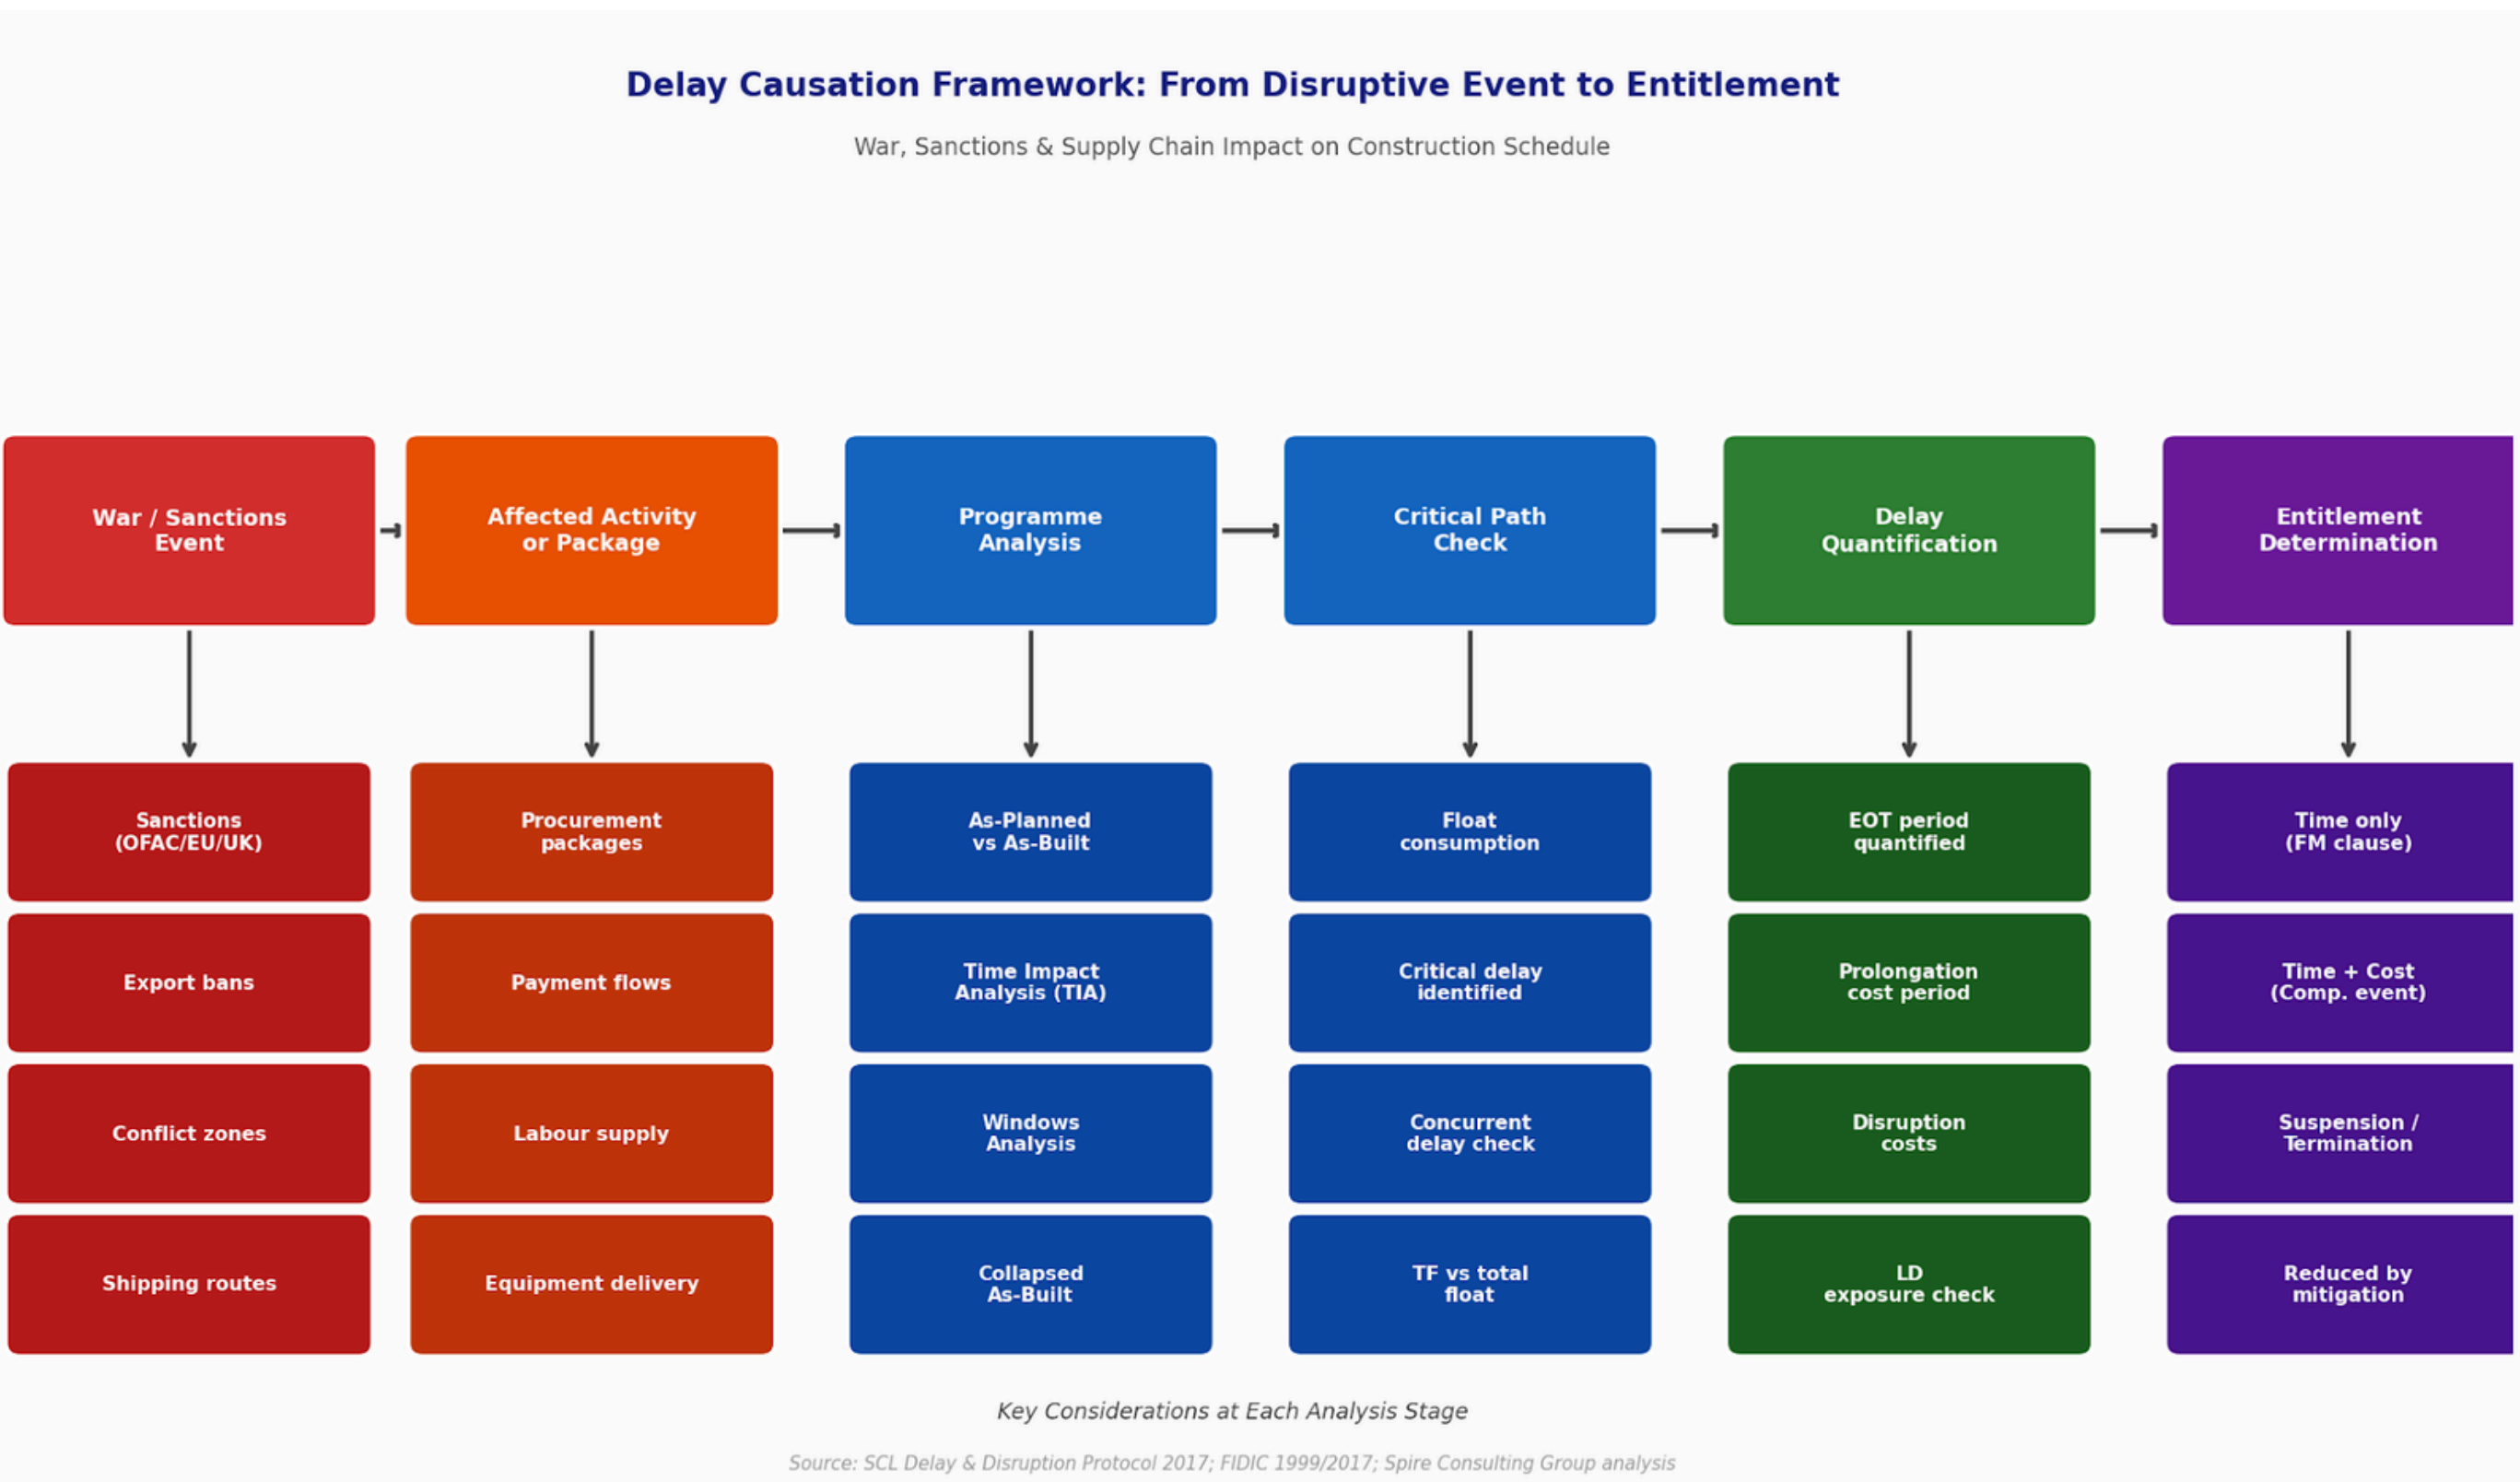 Delay Causation Framework: From Disruptive Event to Entitlement
War, Sanctions & Supply Chain Impact on Construction Schedule
War / Sanctions
Event
Affected Activity
or Package
Programme
Analysis
Critical Path
Check
Delay
Quantification
Entitlement
Determination
Sanctions
(OFAC/EU/UK)
Procurement
packages
As-Planned
vs As-Built
Float
consumption
EOT period
quantified
Time only
(FM clause)
Export bans
Payment flows
Time Impact
Analysis (TIA)
Critical delay
identified
Prolongation
cost period
Time + Cost
(Comp. event)
Conflict zones
Labour supply
Windows
Analysis
Concurrent
delay check
Disruption
costs
Suspension /
Termination
Shipping routes
Equipment delivery
Collapsed
As-Built
TF vs total
float
LD
exposure check
Reduced by
mitigation
Key Considerations at Each Analysis Stage
Source: SCL Delay & Disruption Protocol 2017; FIDIC 1999/2017; Spire Consulting Group analysis